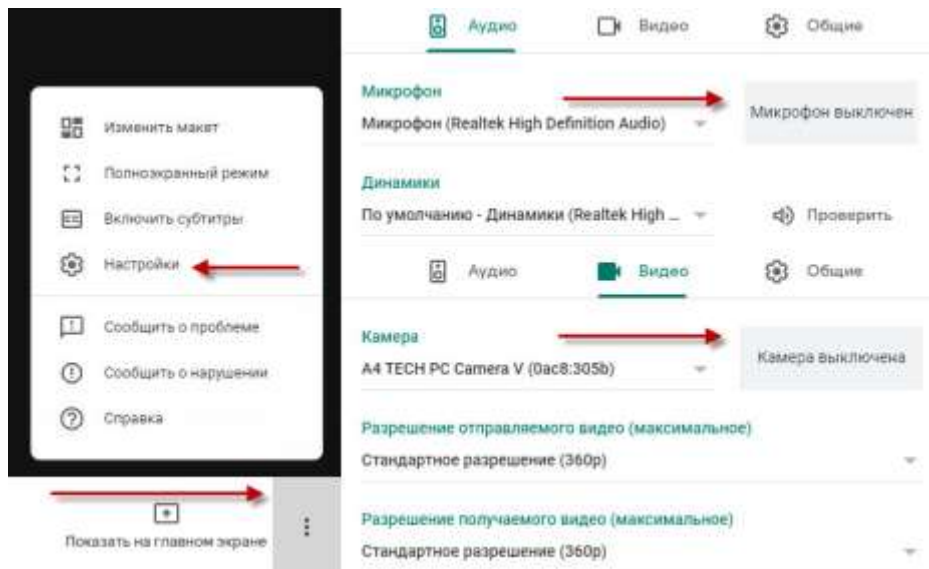 Изменить макет
Полноэкранный режим
Включить субтитры
Настройки
Сообщить о проблеме
Сообщить о нарушении
Справка
Показать на главном экране
Аудио Видео Общие
Микрофон
Микрофон (Realtek High Definition Audio)
Микрофон выключен
Динамики
По умолчанию - Динамики (Realtek High ...
Проверить
Аудио Видео Общие
Камера
A4 TECH PC Camera V (0ac8:305b)
Камера выключена
Разрешение отправляемого видео (максимальное)
Стандартное разрешение (360p)
Разрешение получаемого видео (максимальное)
Стандартное разрешение (360p)